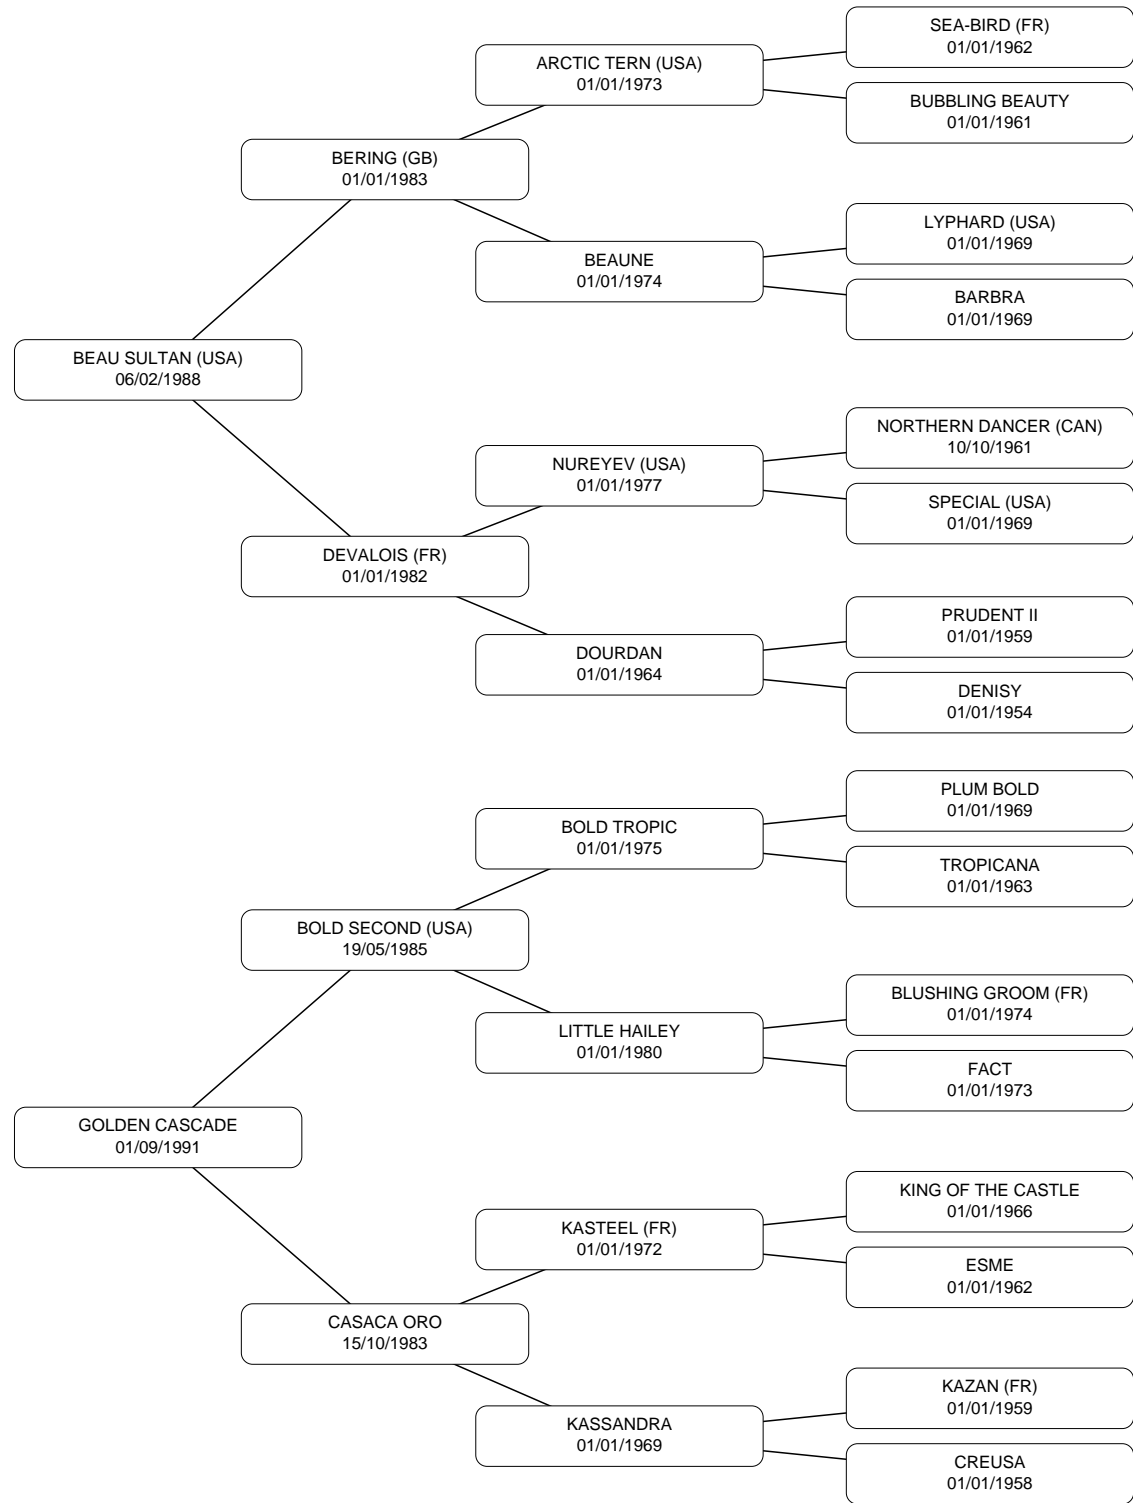 SEA-BIRD (FR)
01/01/1962
ARCTIC TERN (USA)
01/01/1973
BUBBLING BEAUTY
01/01/1961
BERING (GB)
01/01/1983
LYPHARD (USA)
01/01/1969
BEAUNE
01/01/1974
BARBRA
01/01/1969
BEAU SULTAN (USA)
06/02/1988
NORTHERN DANCER (CAN)
10/10/1961
NUREYEV (USA)
01/01/1977
SPECIAL (USA)
01/01/1969
DEVALOIS (FR)
01/01/1982
PRUDENT II
01/01/1959
DOURDAN
01/01/1964
DENISY
01/01/1954
PLUM BOLD
01/01/1969
BOLD TROPIC
01/01/1975
TROPICANA
01/01/1963
BOLD SECOND (USA)
19/05/1985
BLUSHING GROOM (FR)
01/01/1974
LITTLE HAILEY
01/01/1980
FACT
01/01/1973
GOLDEN CASCADE
01/09/1991
KING OF THE CASTLE
01/01/1966
KASTEEL (FR)
01/01/1972
ESME
01/01/1962
CASACA ORO
15/10/1983
KAZAN (FR)
01/01/1959
KASSANDRA
01/01/1969
CREUSA
01/01/1958